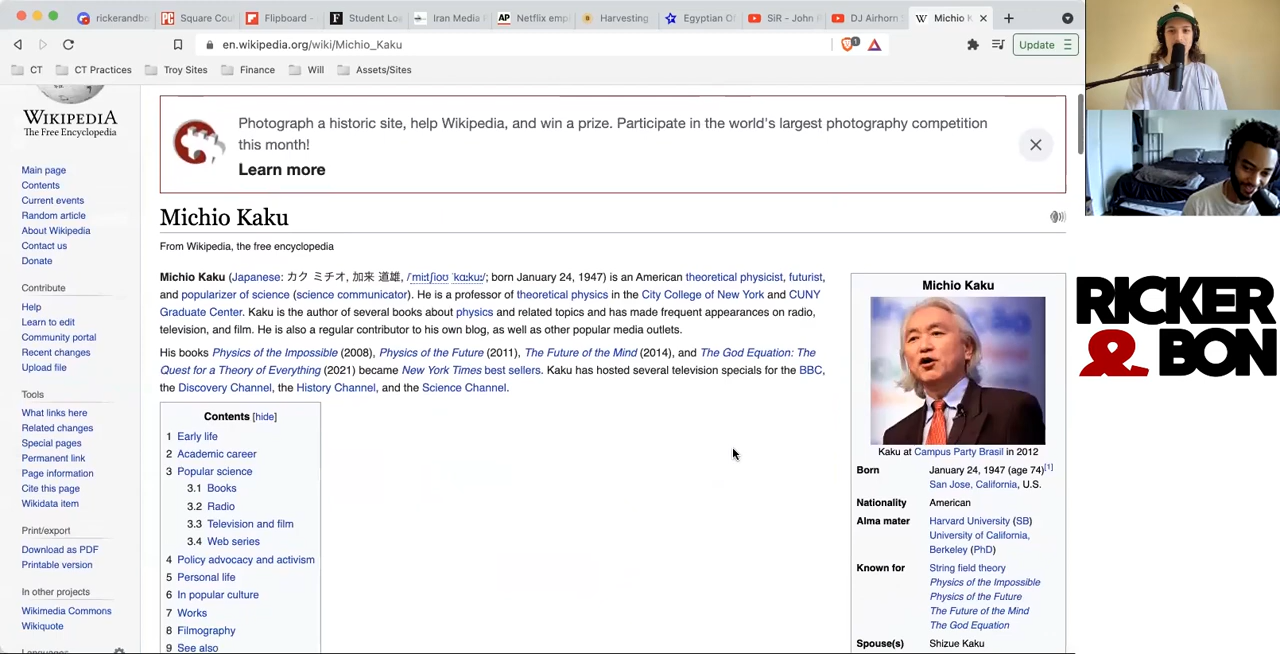 rickerandbo
Square Cou
Flipboard -
Student Loa
Iran Media
Netflix emp
Harvesting
Egyptian O
SiR - John
DJ Airhorn
Michio K
en.wikipedia.org/wiki/Michio_Kaku
1
Update
CT
CT Practices
Troy Sites
Finance
Will
Assets/Sites
WIKIPEDIA
The Free Encyclopedia
Main page
Contents
Current events
Random article
About Wikipedia
Contact us
Donate
Contribute
Help
Learn to edit
Community portal
Recent changes
Upload file
Tools
What links here
Related changes
Special pages
Permanent link
Page information
Cite this page
Wikidata item
Print/export
Download as PDF
Printable version
In other projects
Wikimedia Commons
Wikiquote
Languages
Photograph a historic site, help Wikipedia, and win a prize. Participate in the world's largest photography competition
this month!
Learn more
Michio Kaku
From Wikipedia, the free encyclopedia
Michio Kaku (Japanese: カク ミチオ, 加来 道雄, /ˈmiːtʃioʊ ˈkɑːkuː/; born January 24, 1947) is an American theoretical physicist, futurist,
and popularizer of science (science communicator). He is a professor of theoretical physics in the City College of New York and CUNY
Graduate Center. Kaku is the author of several books about physics and related topics and has made frequent appearances on radio,
television, and film. He is also a regular contributor to his own blog, as well as other popular media outlets.
His books Physics of the Impossible (2008), Physics of the Future (2011), The Future of the Mind (2014), and The God Equation: The
Quest for a Theory of Everything (2021) became New York Times best sellers. Kaku has hosted several television specials for the BBC,
the Discovery Channel, the History Channel, and the Science Channel.
Contents [hide]
1 Early life
2 Academic career
3 Popular science
3.1 Books
3.2 Radio
3.3 Television and film
3.4 Web series
4 Policy advocacy and activism
5 Personal life
6 In popular culture
7 Works
8 Filmography
9 See also
Michio Kaku
Kaku at Campus Party Brasil in 2012
Born January 24, 1947 (age 74)[1]
San Jose, California, U.S.
Nationality American
Alma mater Harvard University (SB)
University of California,
Berkeley (PhD)
Known for String field theory
Physics of the Impossible
Physics of the Future
The Future of the Mind
The God Equation
Spouse(s) Shizue Kaku
RICKER
& BON